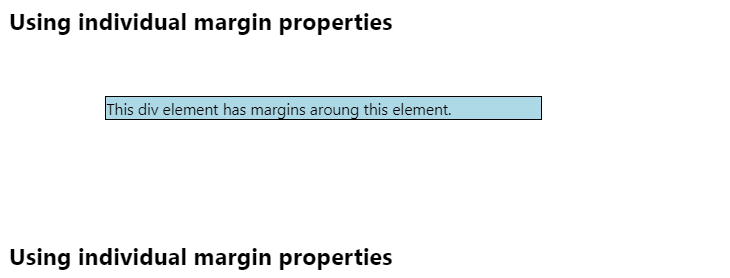 Using individual margin properties
This div element has margins aroung this element.
Using individual margin properties